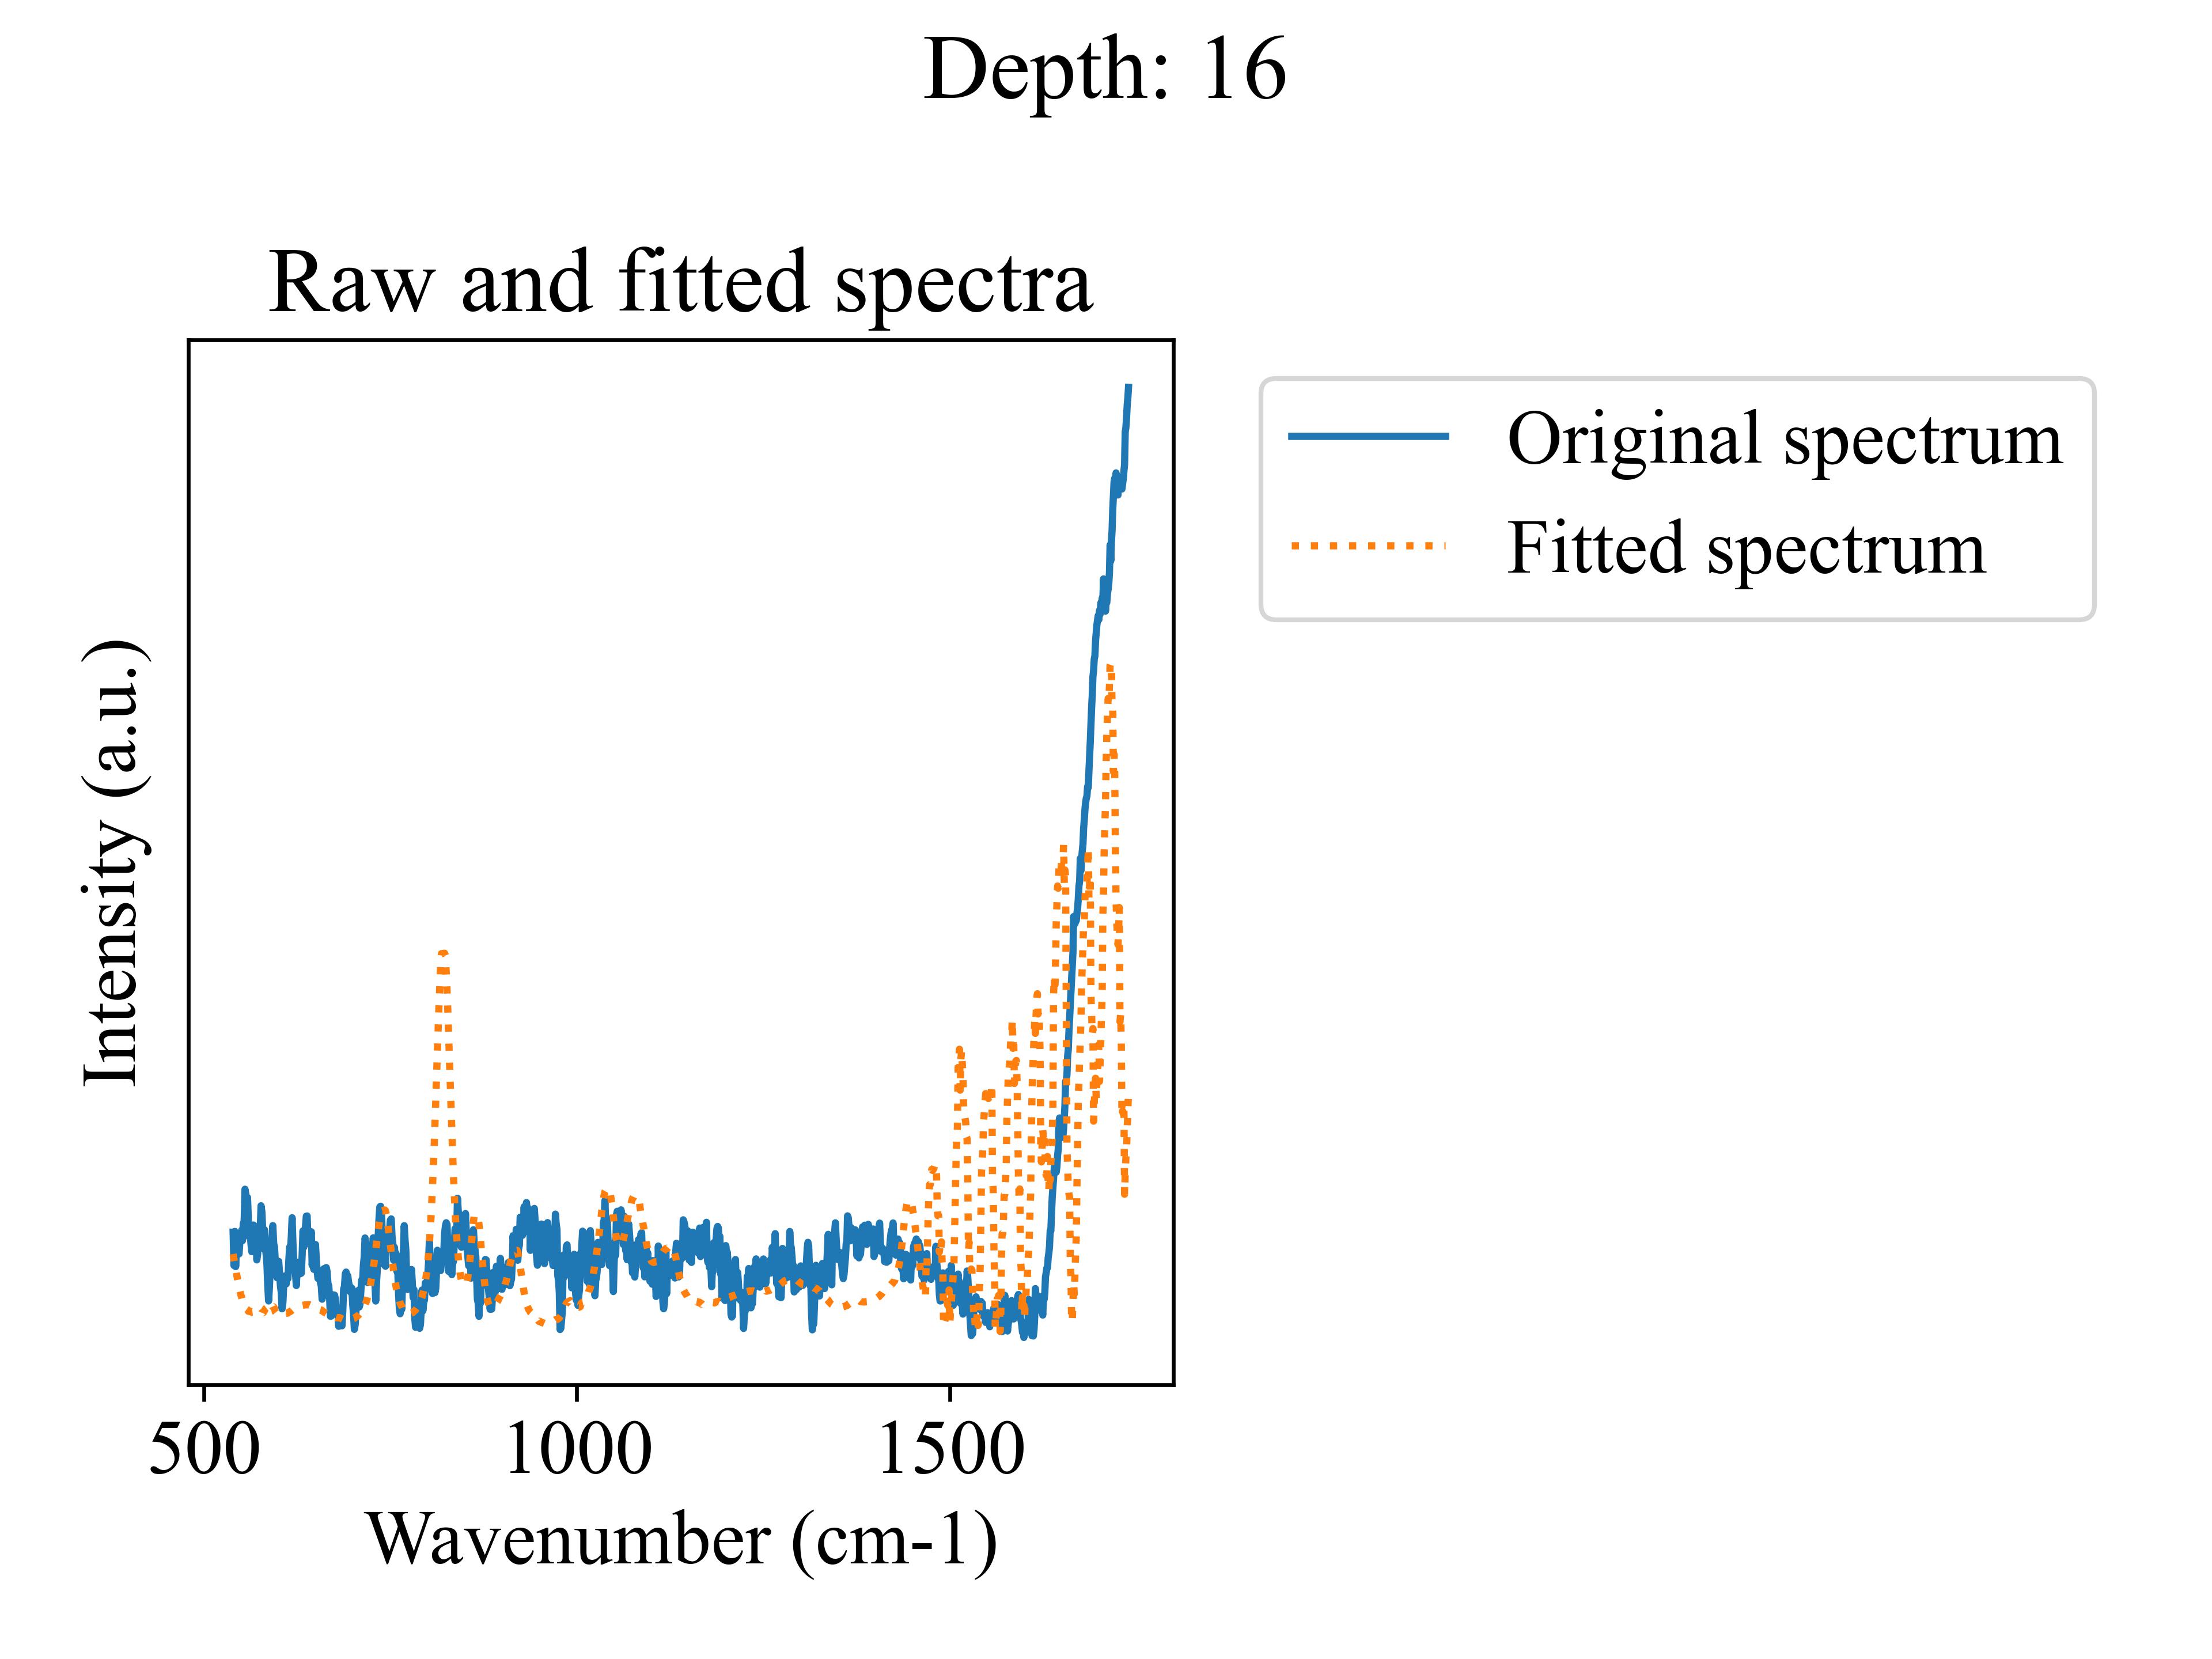 Depth: 16
Raw and fitted spectra
Original spectrum
Fitted spectrum
Intensity (a.u.)
500 1000 1500
Wavenumber (cm-1)